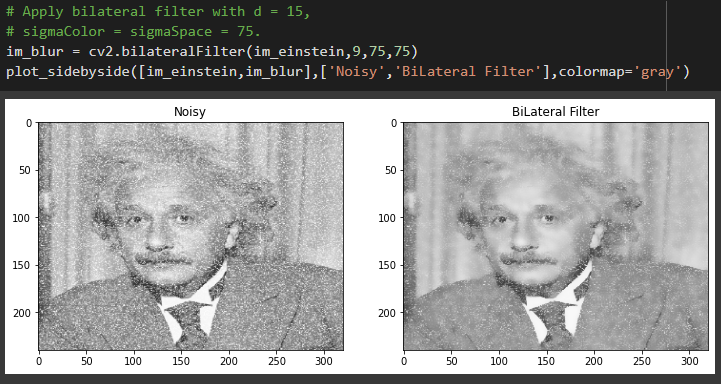 # Apply bilateral filter with d = 15,
# sigmaColor = sigmaSpace = 75.
im_blur = cv2.bilateralFilter(im_einstein,9,75,75)
plot_sidebyside([im_einstein,im_blur],['Noisy','BiLateral Filter'],colormap='gray')
Noisy
0
50
100
150
200
0 50 100 150 200 250 300
BiLateral Filter
0
50
100
150
200
0 50 100 150 200 250 300